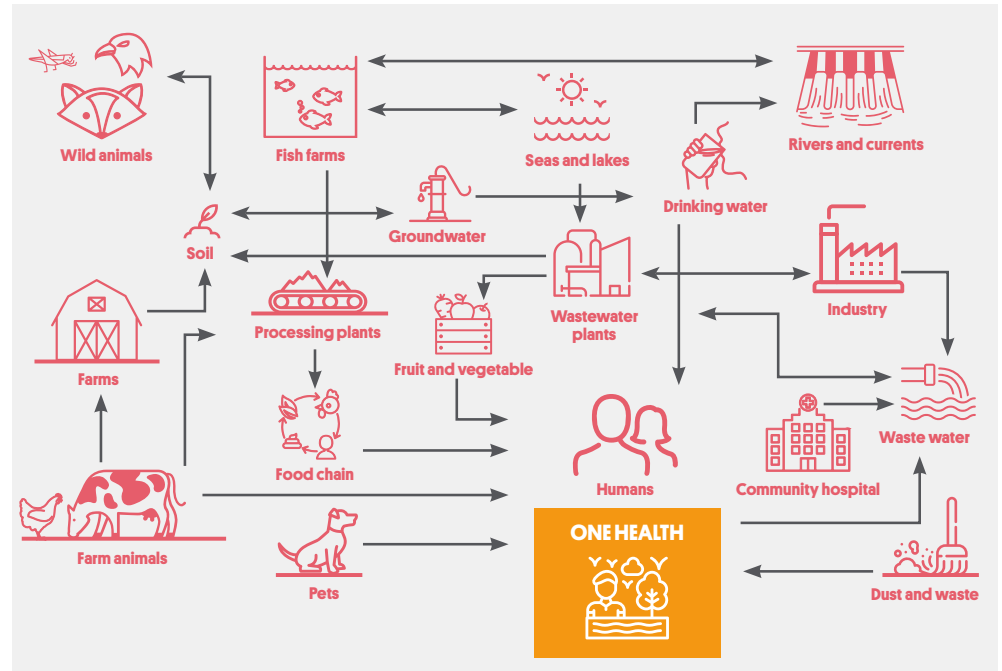 Wild animals
Fish farms
Seas and lakes
Rivers and currents
Drinking water
Groundwater
Soil
Industry
Wastewater
plants
Processing plants
Fruit and vegetable
Farms
Waste water
Food chain
Humans
Community hospital
ONE HEALTH
Farm animals
Pets
Dust and waste